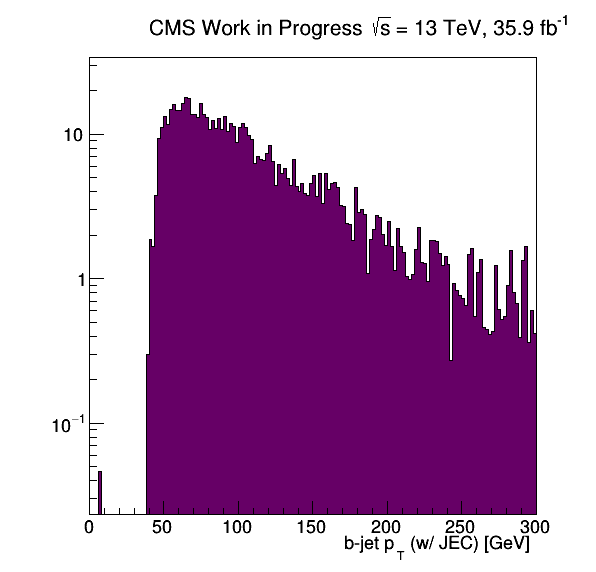 CMS Work in Progress √s = 13 TeV, 35.9 fb⁻¹
10
1
10⁻¹
0 50 100 150 200 250 300
b-jet p_T (w/ JEC) [GeV]